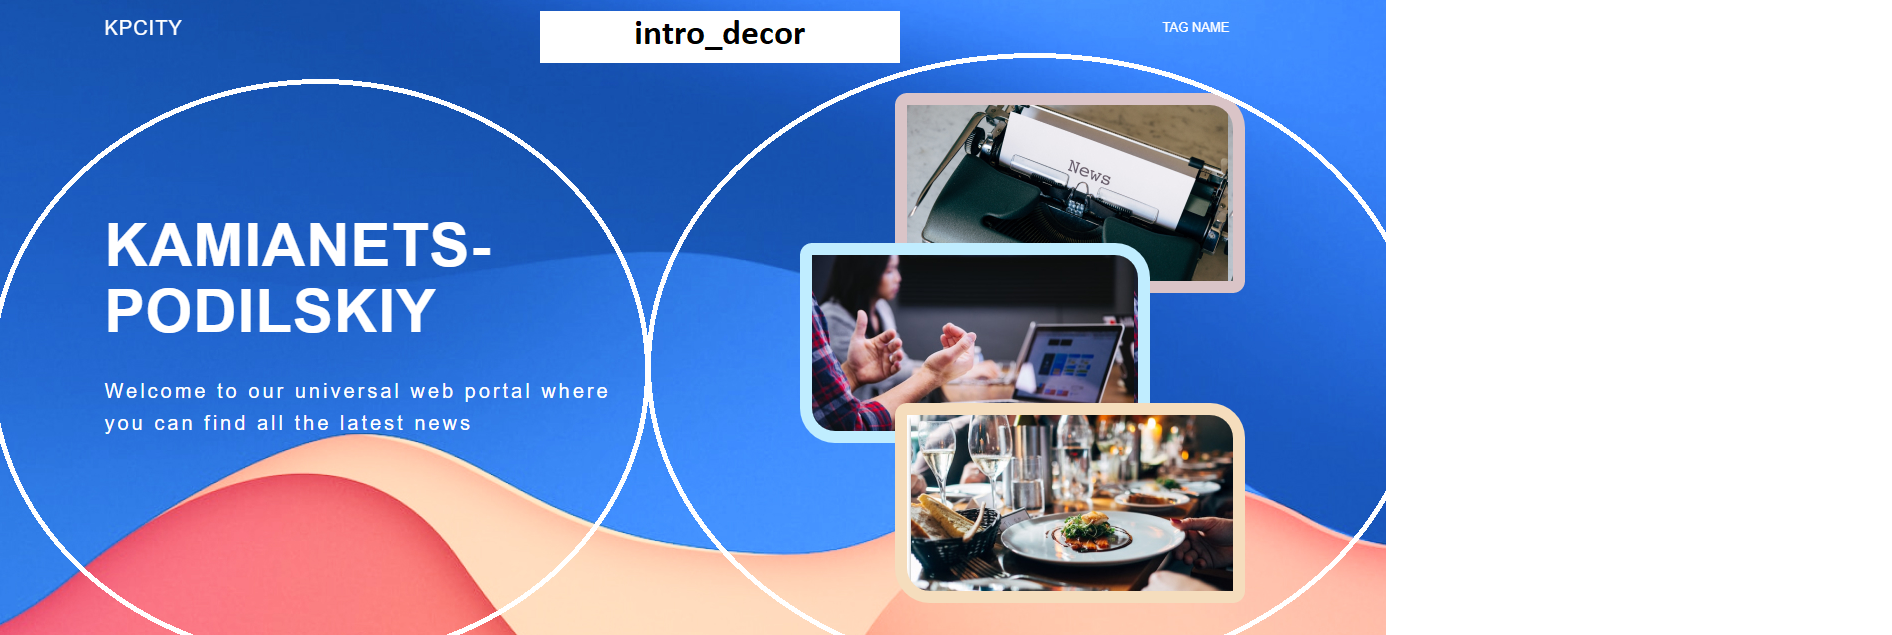 KPCITY
intro_decor
TAG NAME
News
KAMIANETS-
PODILSKIY
Welcome to our universal web portal where
you can find all the latest news